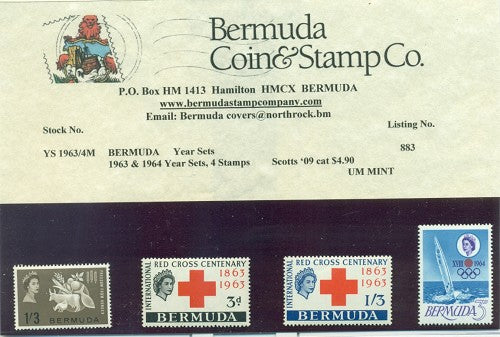 Bermuda
Coin & Stamp Co.
P.O. Box HM 1413 Hamilton HMCX BERMUDA
www.bermudastampcompany.com
Email: Bermuda covers@northrock.bm
Stock No.
Listing No.
YS 1963/4M BERMUDA Year Sets
883
1963 & 1964 Year Sets, 4 Stamps Scotts '09 cat $4.90
UM MINT
1/3 BERMUDA
INTERNATIONAL
RED CROSS CENTENARY
1863
1963
3d
BERMUDA
INTERNATIONAL
RED CROSS CENTENARY
1863
1963
1/3
BERMUDA
XVIII 1964
BERMUDA 3d